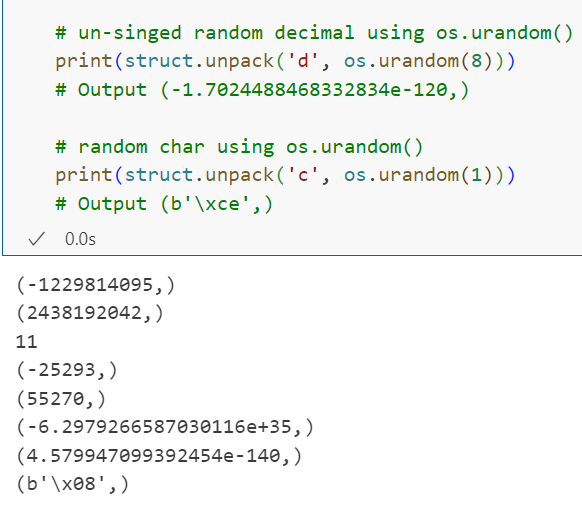 # un-singed random decimal using os.urandom()
print(struct.unpack('d', os.urandom(8)))
# Output (-1.7024488468332834e-120,)
# random char using os.urandom()
print(struct.unpack('c', os.urandom(1)))
# Output (b'\xce',)
0.0s
(-1229814095,)
(2438192042,)
11
(-25293,)
(55270,)
(-6.2979266587030116e+35,)
(4.579947099392454e-140,)
(b'\x08',)